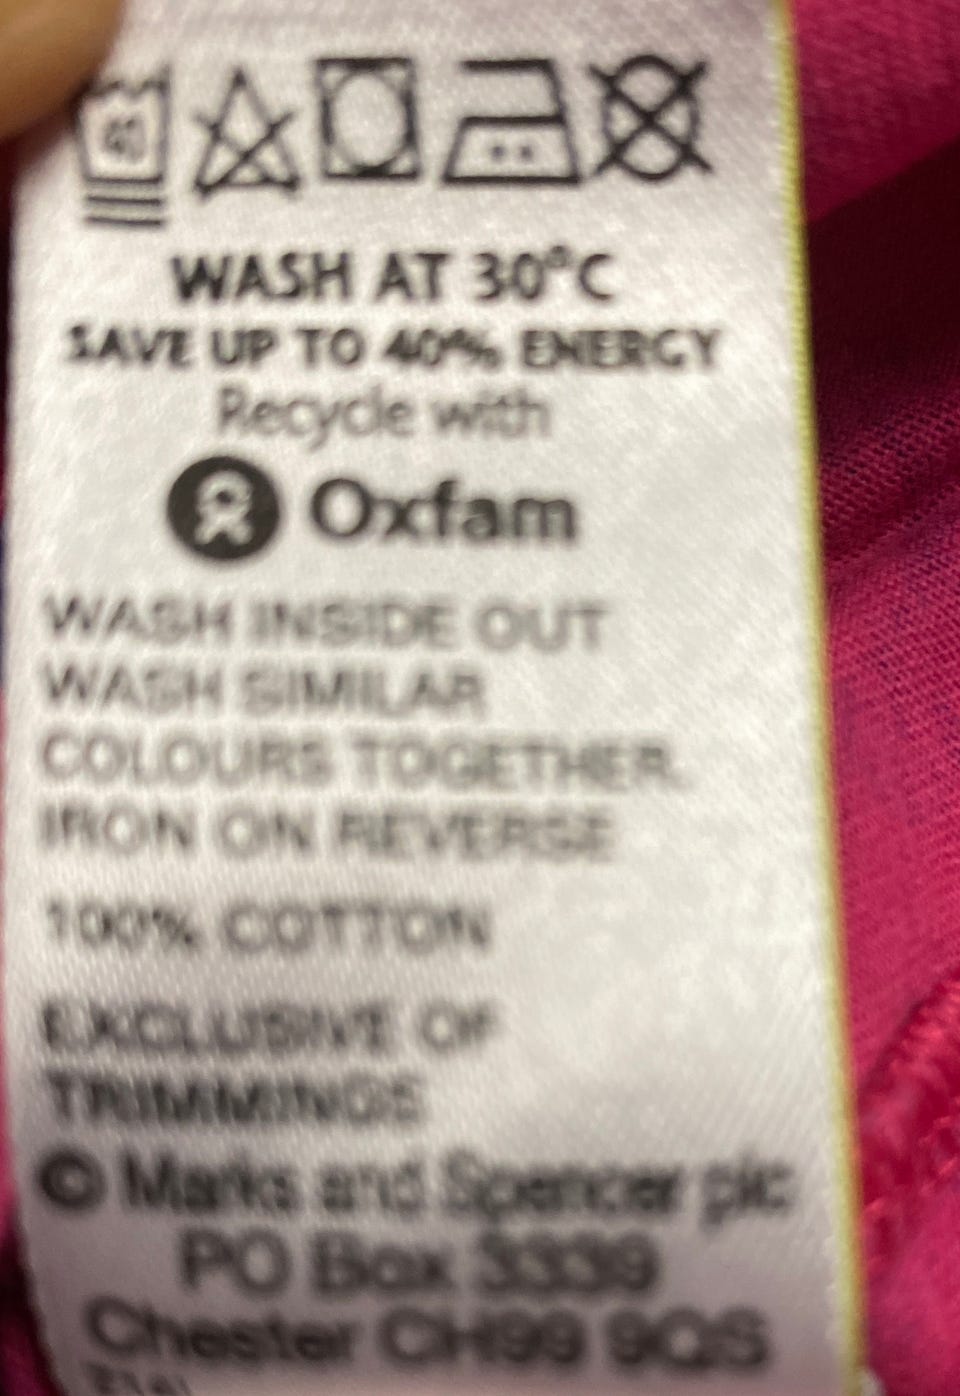 40
WASH AT 30°C
SAVE UP TO 40% ENERGY
Recycle with
Oxfam
WASH INSIDE OUT
WASH SIMILAR
COLOURS TOGETHER.
IRON ON REVERSE
100% COTTON
EXCLUSIVE OF
TRIMMINGS
© Marks and Spencer plc
PO Box 3339
Chester CH99 9QS